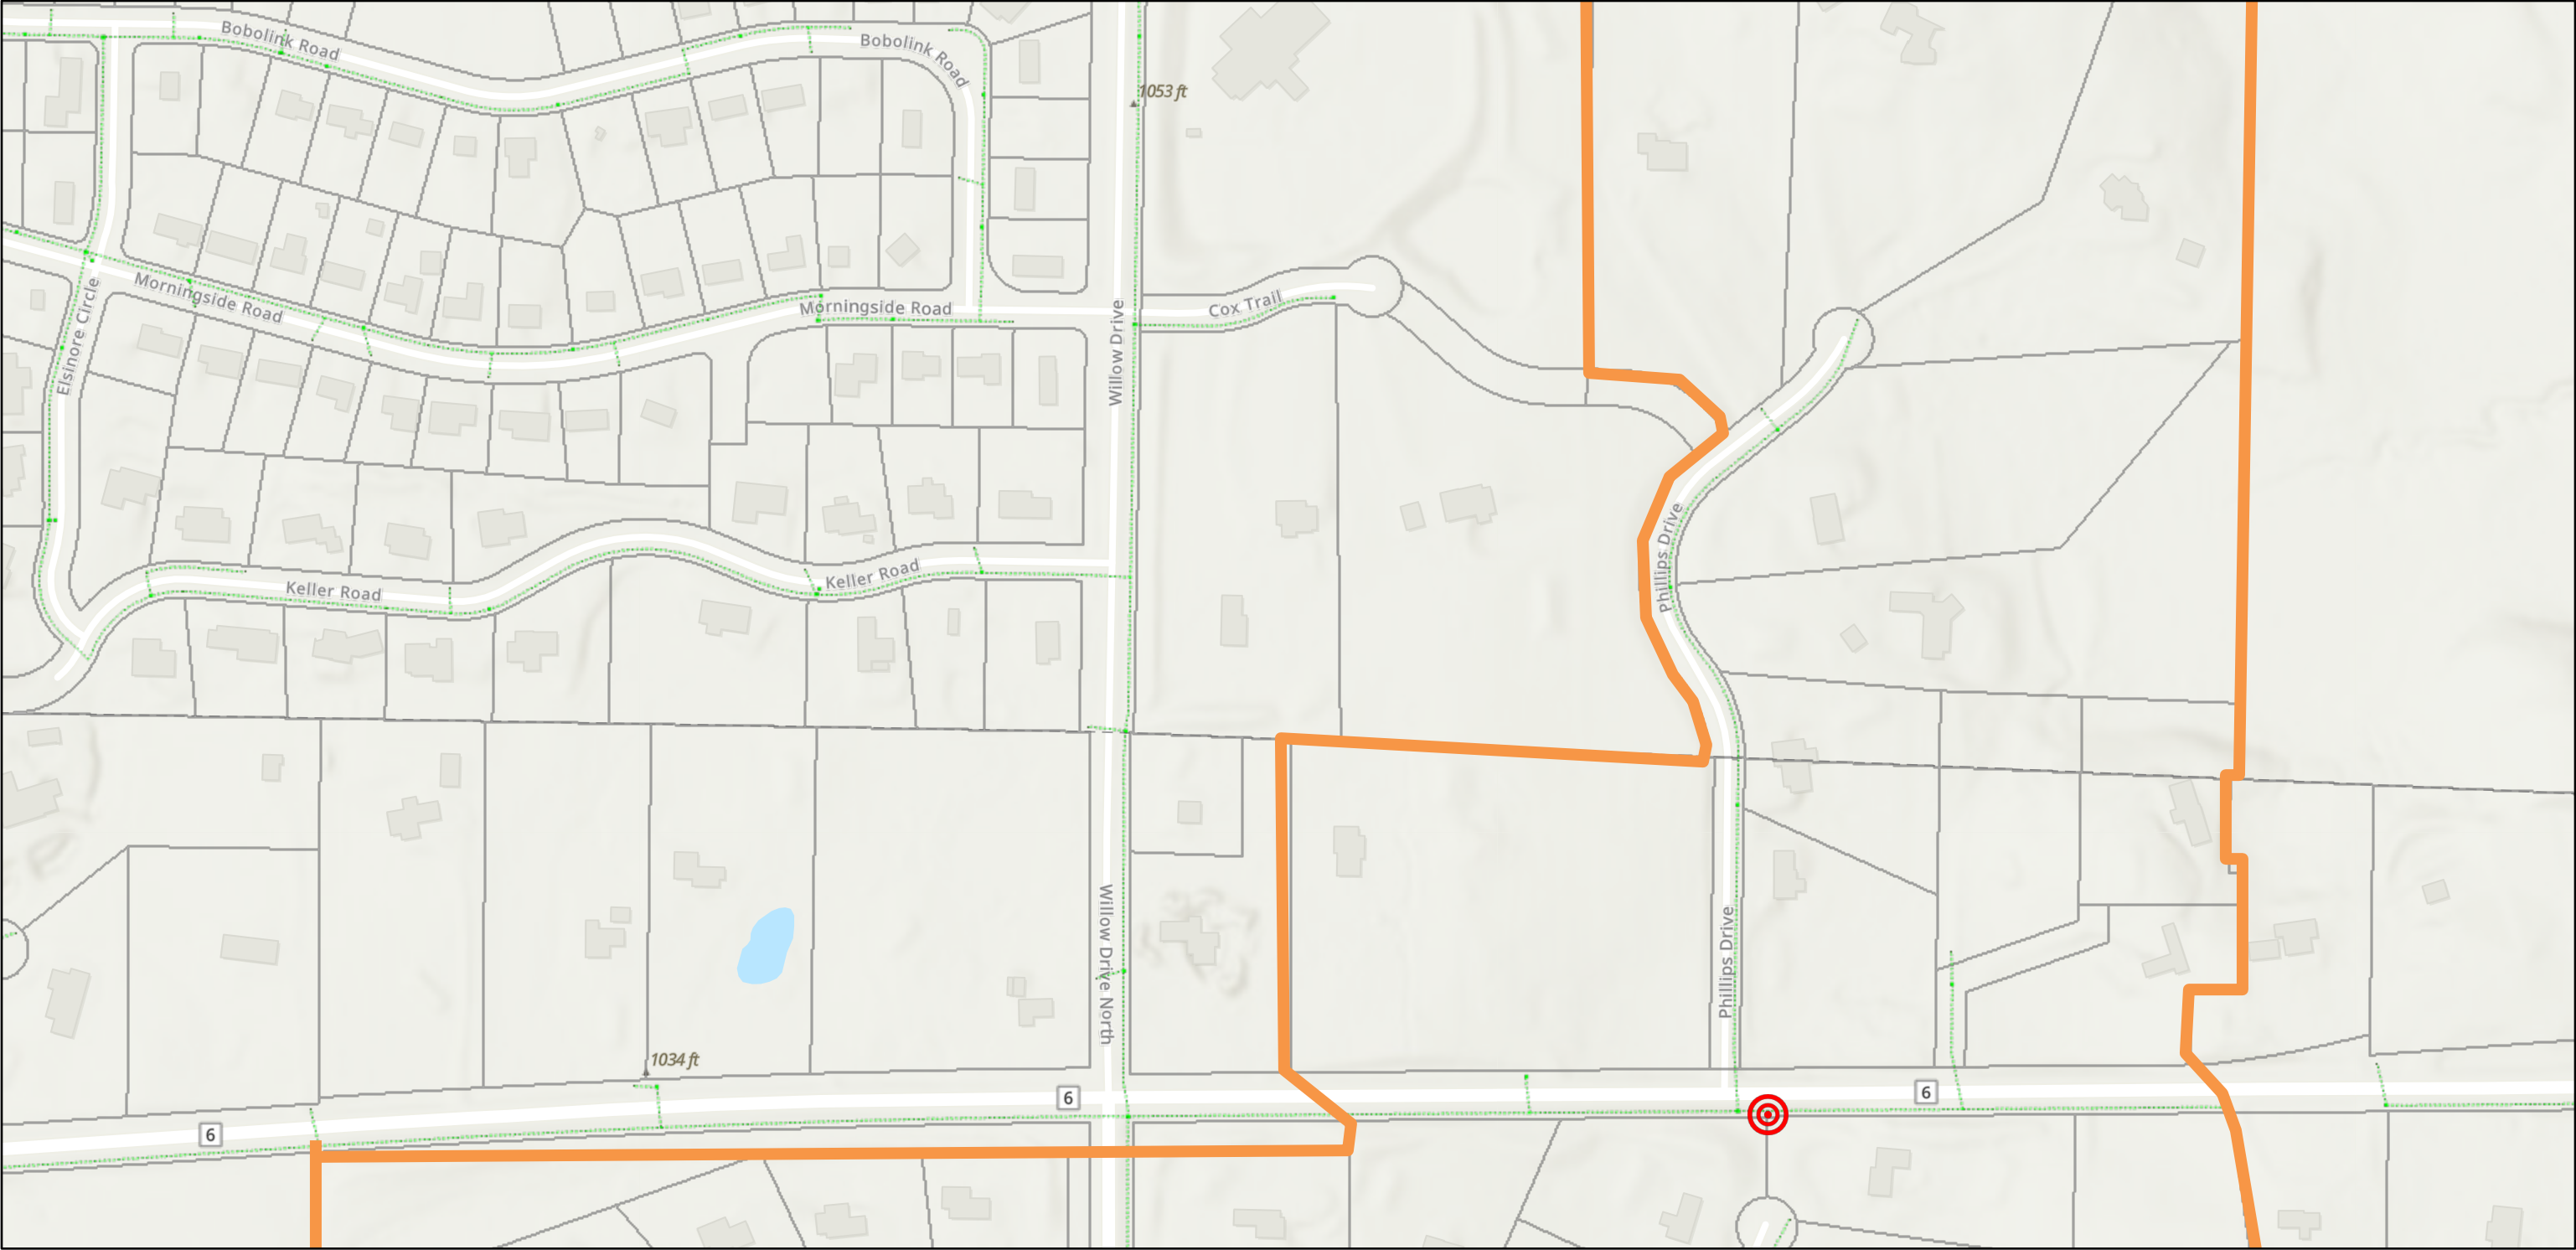 Bobolink Road
Bobolink Road
1053 ft
Morningside Road
Morningside Road
Elsinore Circle
Willow Drive
Cox Trail
Phillips Drive
Keller Road
Keller Road
Willow Drive North
Phillips Drive
1034 ft
6
6
6